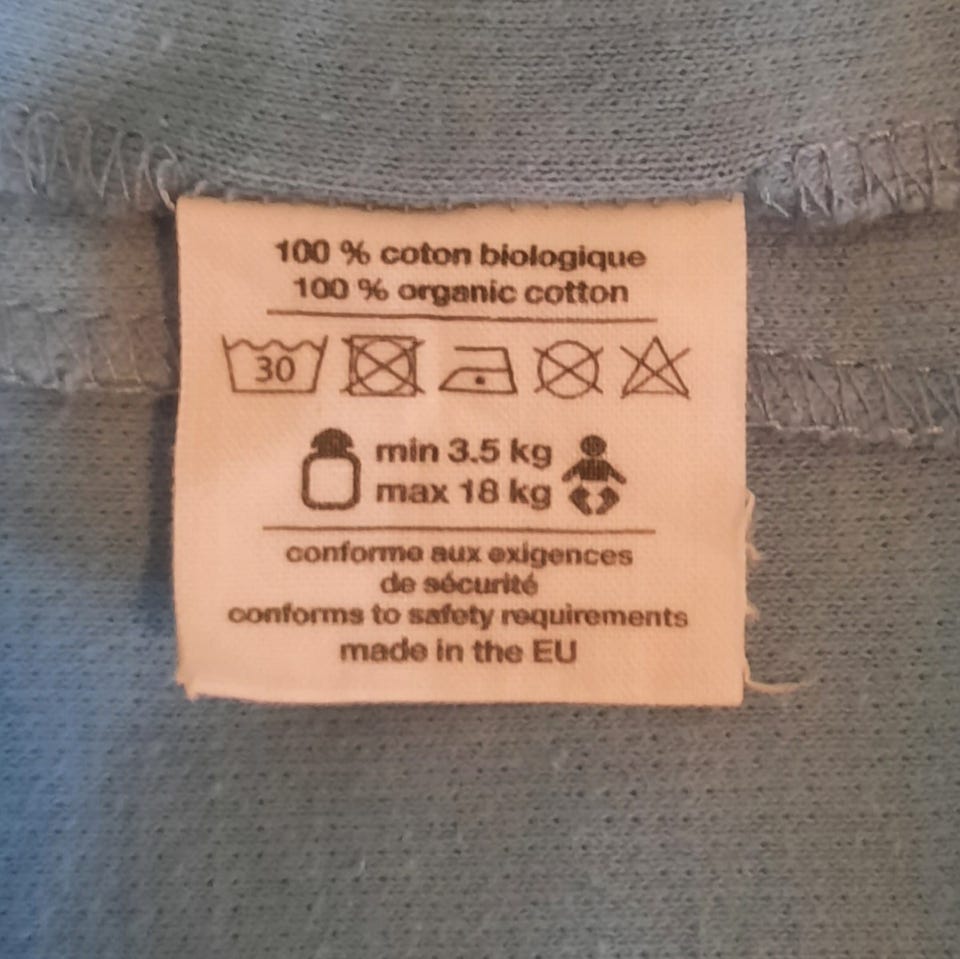 100 % coton biologique
100 % organic cotton
30
min 3.5 kg
max 18 kg
conforme aux exigences
de sécurité
conforms to safety requirements
made in the EU